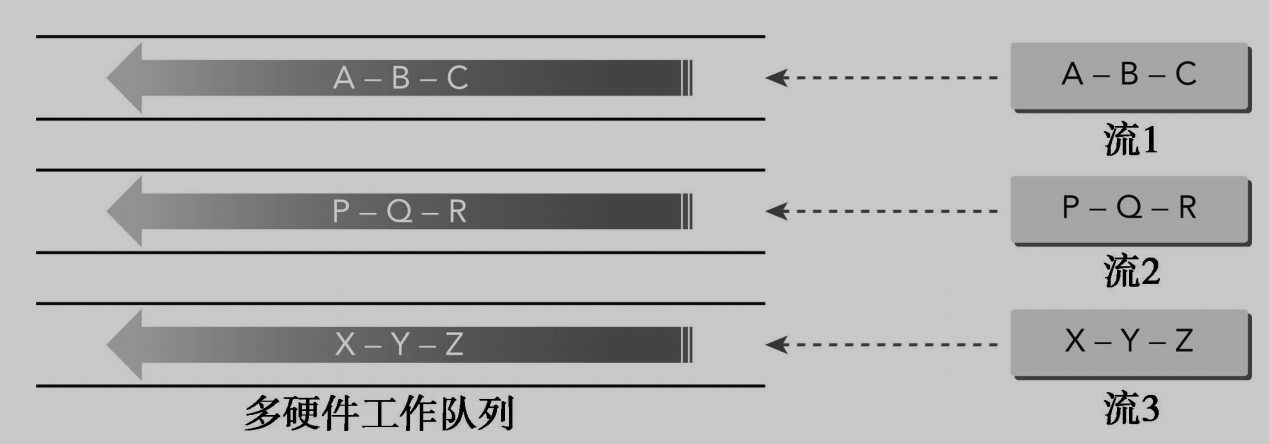 A – B – C
A – B – C
流1
P – Q – R
P – Q – R
流2
X – Y – Z
X – Y – Z
多硬件工作队列
流3